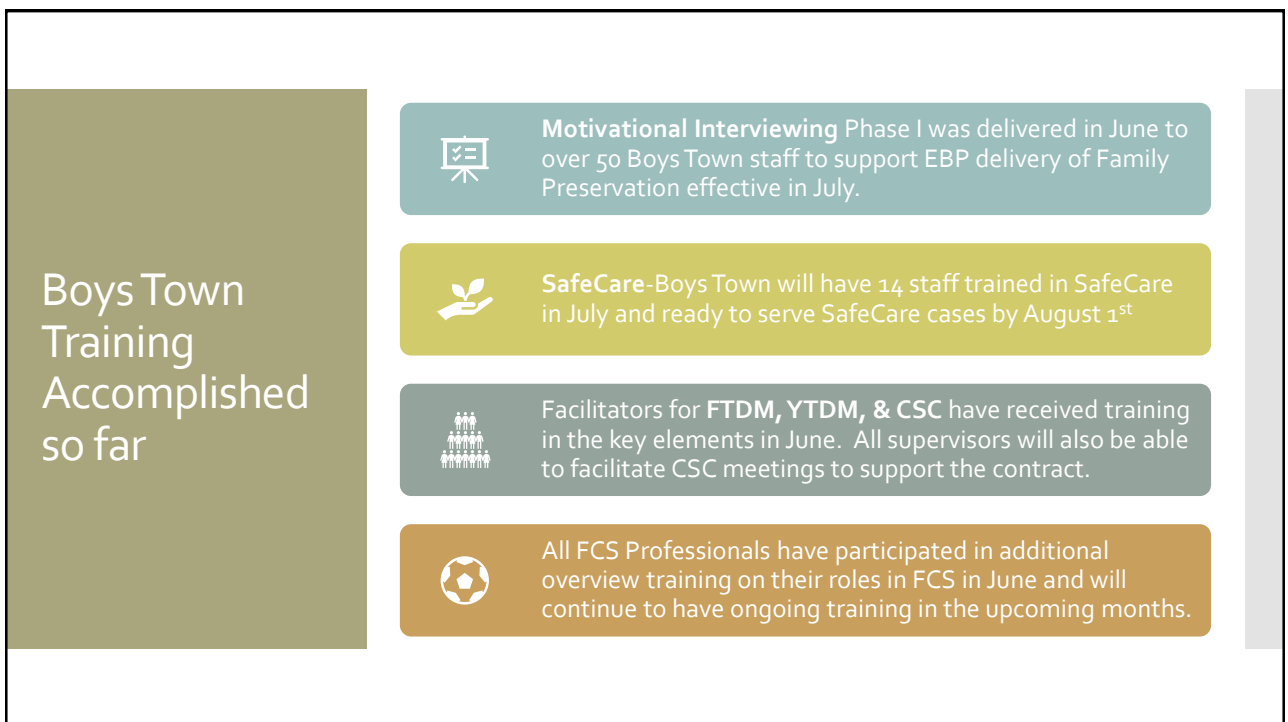 Boys Town
Training
Accomplished
so far
Motivational Interviewing Phase I was delivered in June to
over 50 Boys Town staff to support EBP delivery of Family
Preservation effective in July.
SafeCare-Boys Town will have 14 staff trained in SafeCare
in July and ready to serve SafeCare cases by August 1st
Facilitators for FTDM, YTDM, & CSC have received training
in the key elements in June.  All supervisors will also be able
to facilitate CSC meetings to support the contract.
All FCS Professionals have participated in additional
overview training on their roles in FCS in June and will
continue to have ongoing training in the upcoming months.